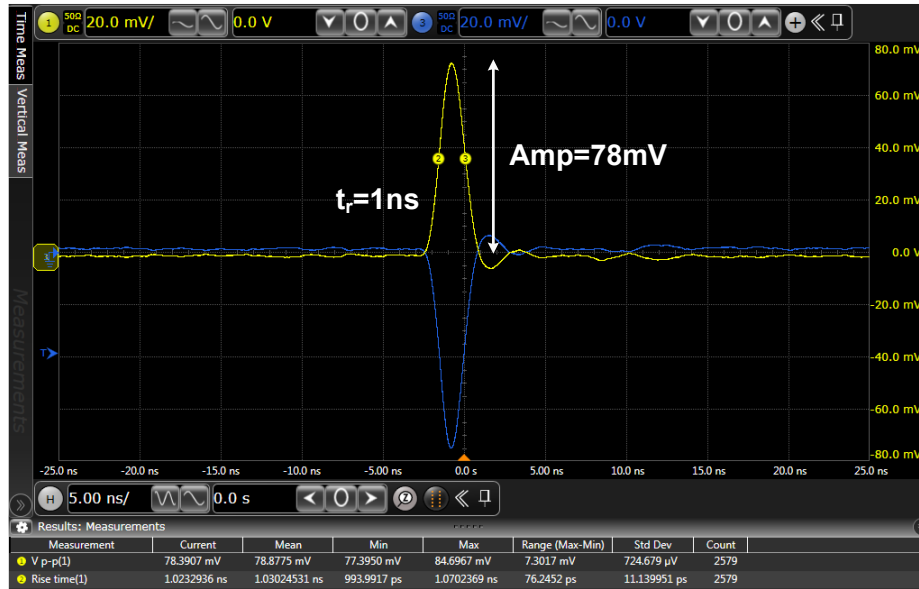 1 50Ω DC 20.0 mV/ 0.0 V 3 50Ω DC 20.0 mV/ 0.0 V
Time Meas
Vertical Meas
Measurements
80.0 mV
60.0 mV
40.0 mV
20.0 mV
0.0 V
-20.0 mV
-40.0 mV
-60.0 mV
-80.0 mV
2 3
Amp=78mV
tr=1ns
1
T
-25.0 ns -20.0 ns -15.0 ns -10.0 ns -5.00 ns 0.0 s 5.00 ns 10.0 ns 15.0 ns 20.0 ns 25.0 ns
H 5.00 ns/ 0.0 s
Results: Measurements
Measurement Current Mean Min Max Range (Max-Min) Std Dev Count
1 V p-p(1) 78.3907 mV 78.8775 mV 77.3950 mV 84.6967 mV 7.3017 mV 724.679 µV 2579
2 Rise time(1) 1.0232936 ns 1.03024531 ns 993.9917 ps 1.0702369 ns 76.2452 ps 11.139951 ps 2579